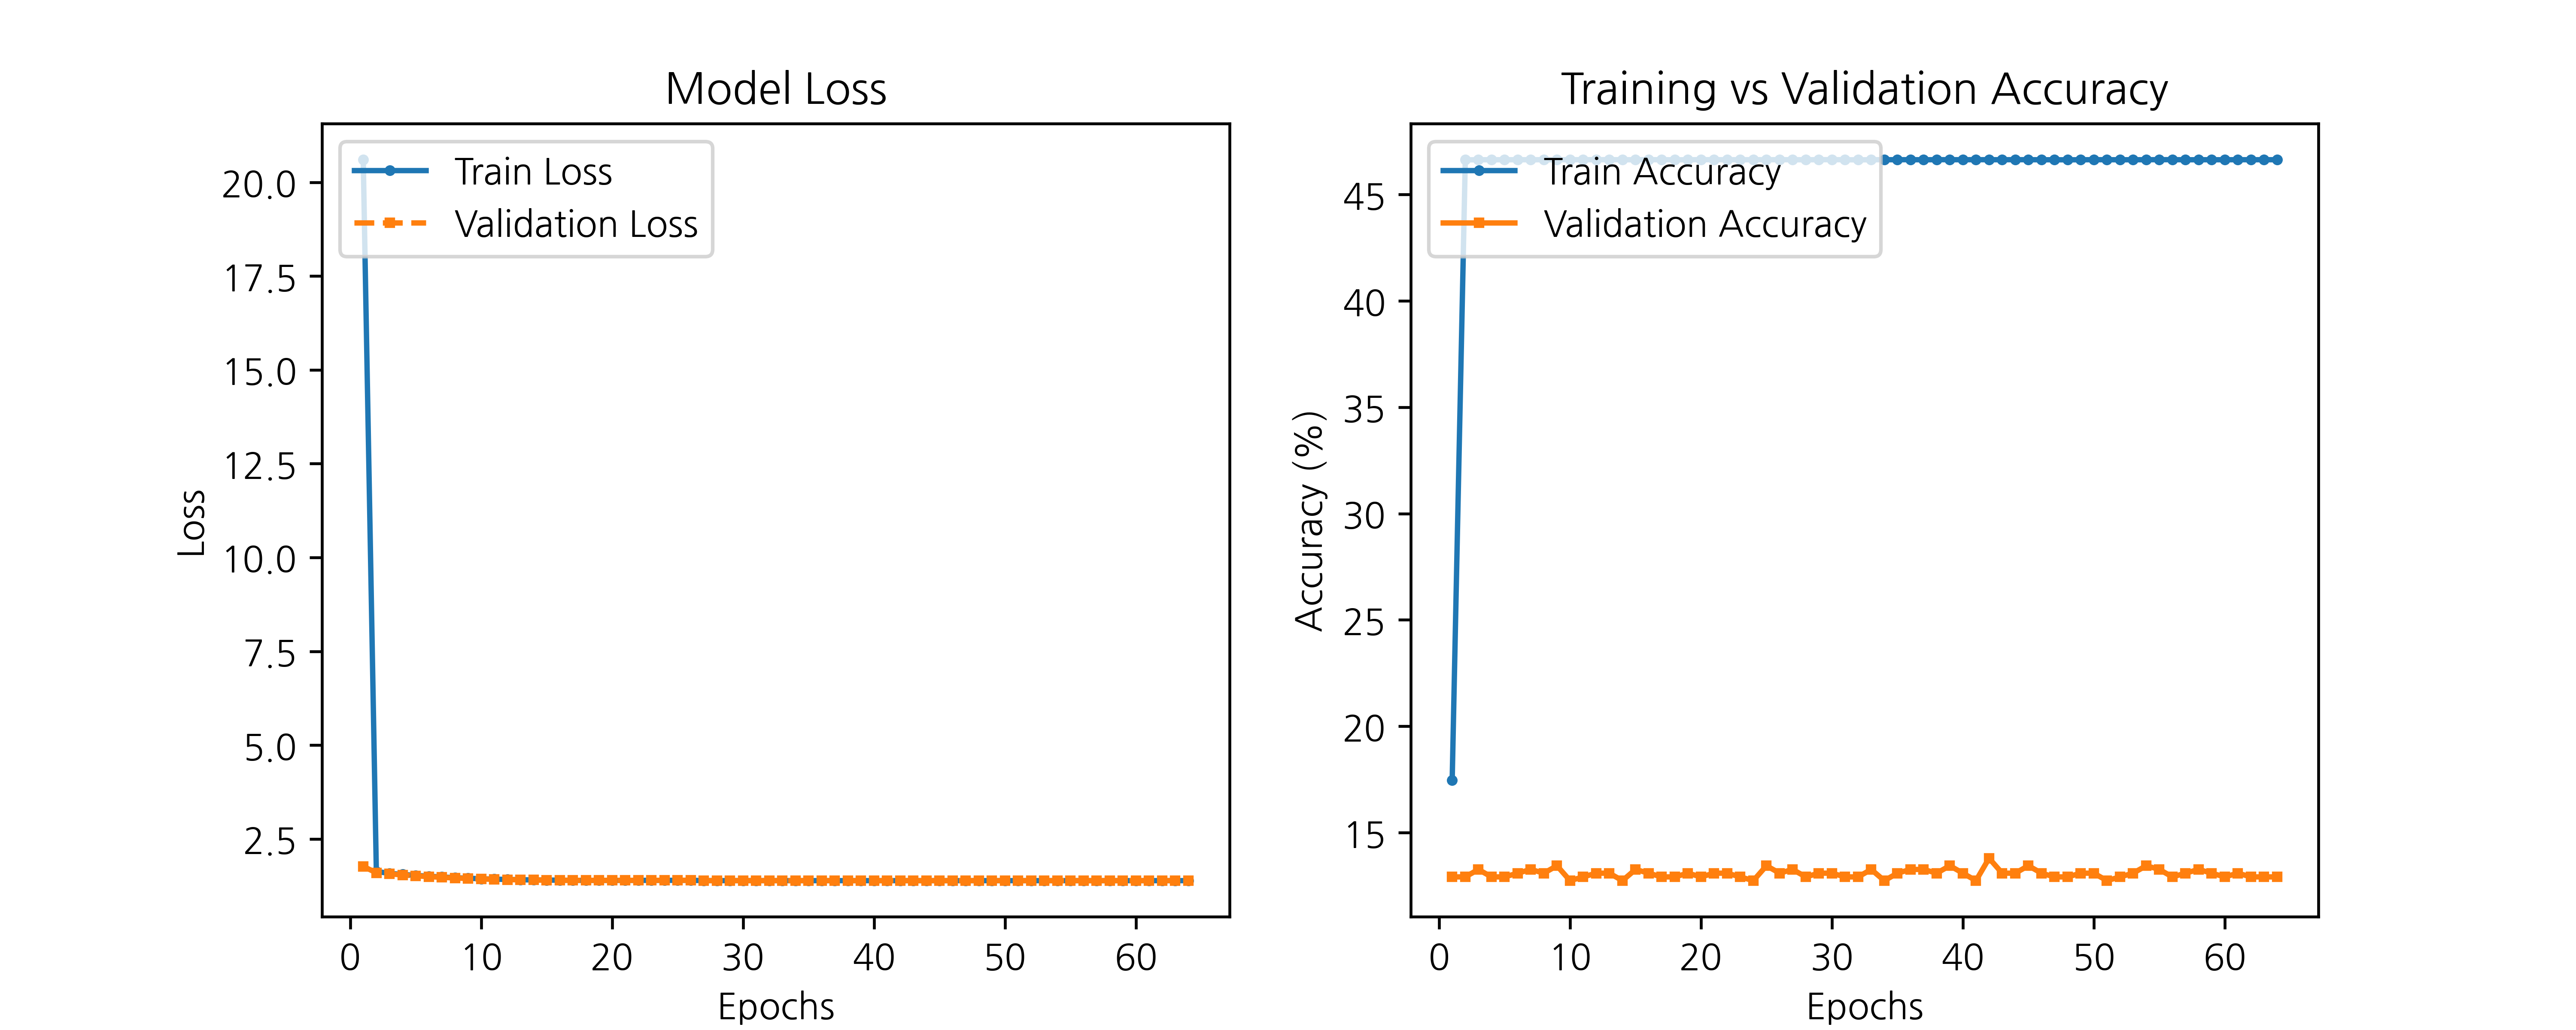 Model Loss
Train Loss
Validation Loss
20.0
17.5
15.0
12.5
10.0
7.5
5.0
2.5
Loss
0 10 20 30 40 50 60
Epochs
Training vs Validation Accuracy
Train Accuracy
Validation Accuracy
45
40
35
30
25
20
15
Accuracy (%)
0 10 20 30 40 50 60
Epochs